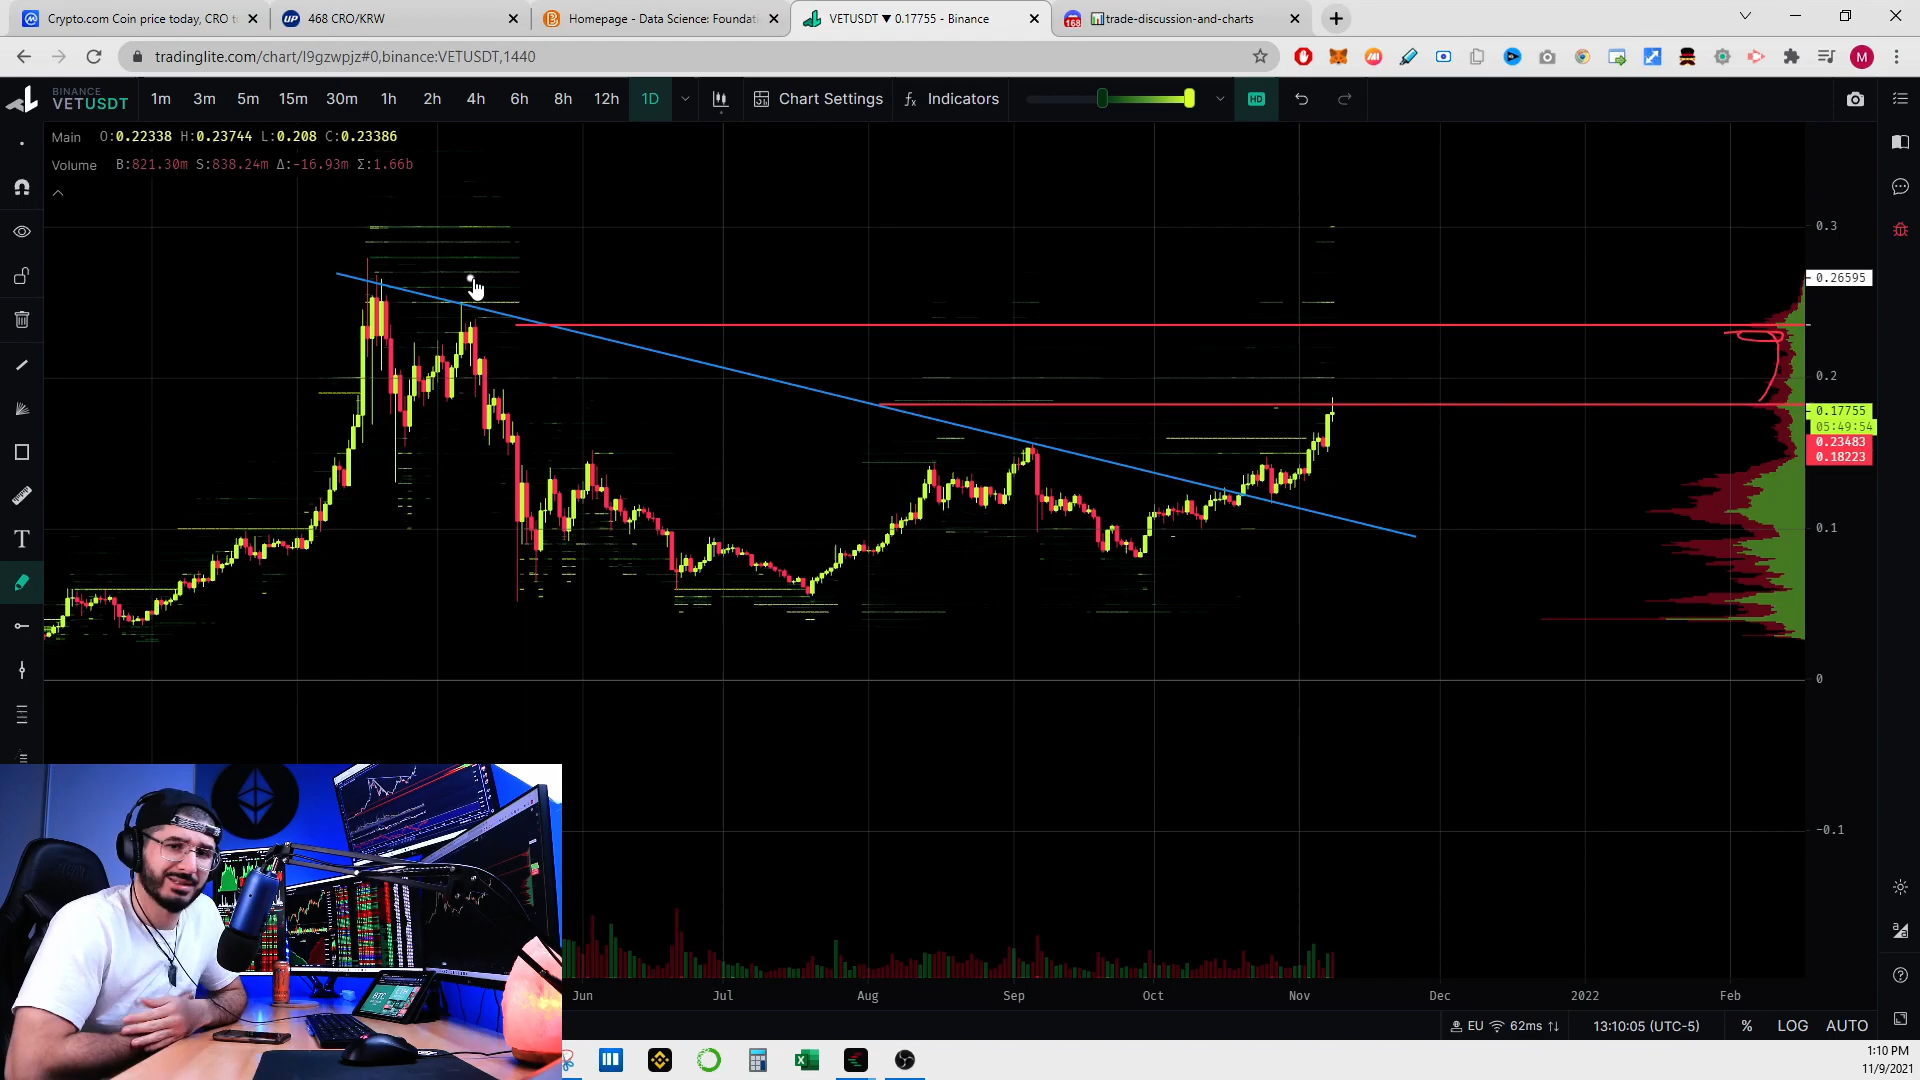 Crypto.com Coin price today, CRO t
468 CRO/KRW
Homepage - Data Science: Foundati
VETUSDT ▼ 0.17755 - Binance
168
trade-discussion-and-charts
tradinglite.com/chart/l9gzwpjz#0,binance:VETUSDT,1440
M
BINANCE
VETUSDT
1m 3m 5m 15m 30m 1h 2h 4h 6h 8h 12h 1D
Chart Settings
Indicators
HD
Main O:0.22338 H:0.23744 L:0.208 C:0.23386
Volume B:821.30m S:838.24m Δ:-16.93m Σ:1.66b
0.3
0.26595
0.2
0.17755
05:49:54
0.23483
0.18223
0.1
0
-0.1
Jun Jul Aug Sep Oct Nov Dec 2022 Feb
EU 62ms 13:10:05 (UTC-5) % LOG AUTO
1:10 PM
11/9/2021